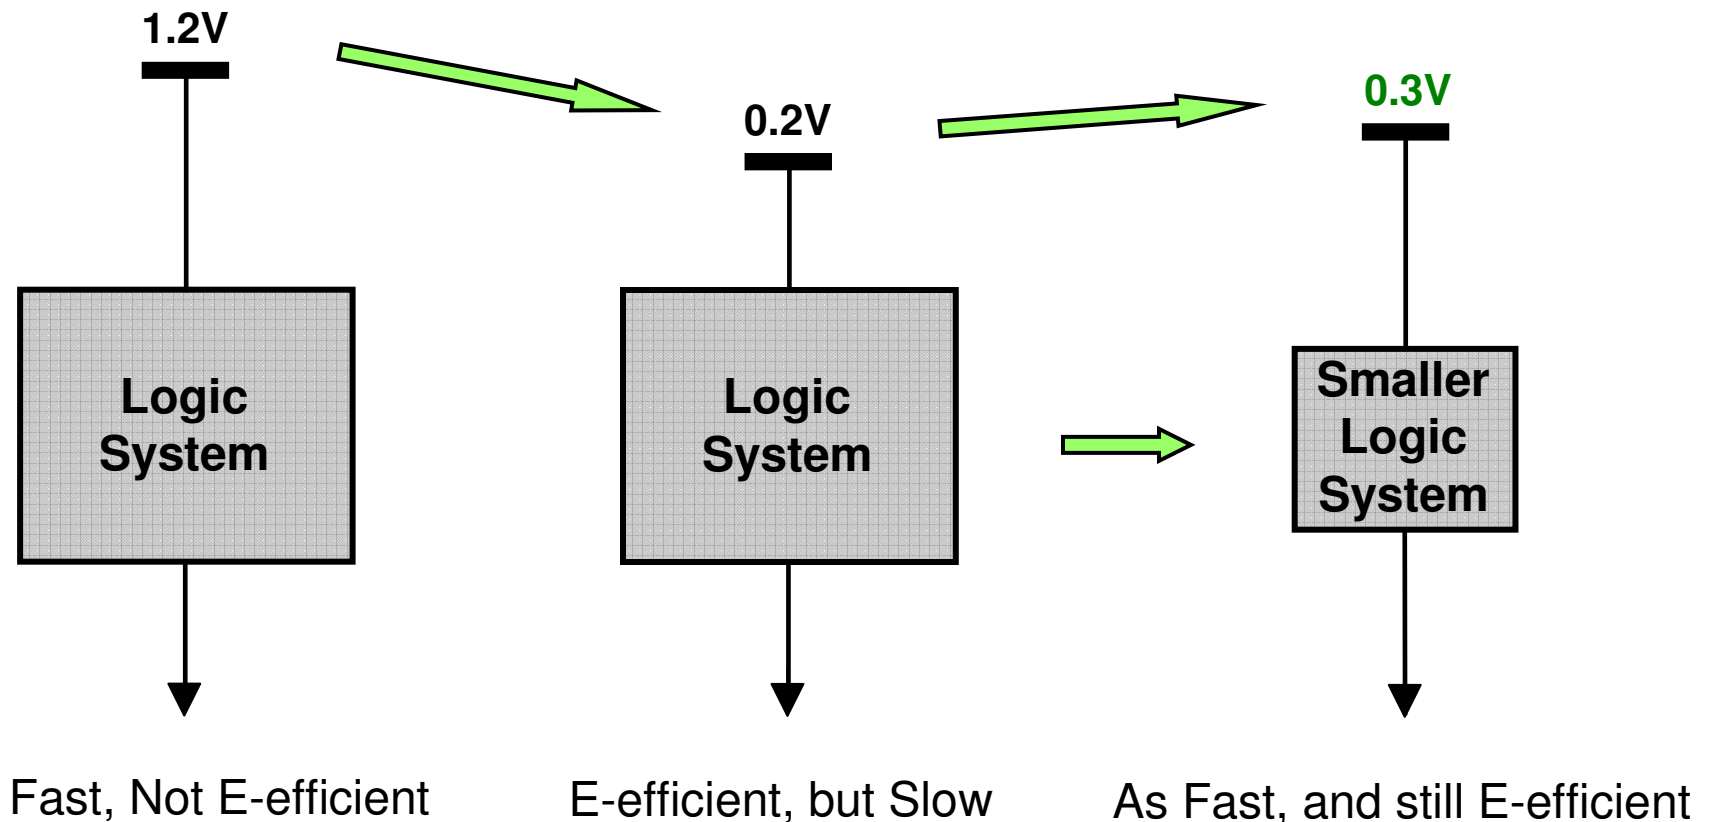 1.2V
0.2V
0.3V
Logic
System
Logic
System
Smaller
Logic
System
Fast, Not E-efficient
E-efficient, but Slow
As Fast, and still E-efficient